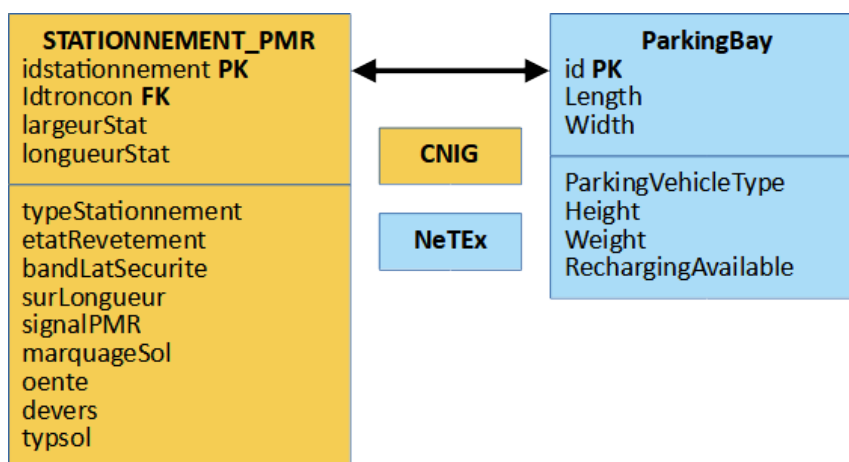 STATIONNEMENT_PMR
idstationnement PK
Idtroncon FK
largeurStat
longueurStat
typeStationnement
etatRevetement
bandLatSecurite
surLongueur
signalPMR
marquageSol
oente
devers
typsol
CNIG
NeTEx
ParkingBay
id PK
Length
Width
ParkingVehicleType
Height
Weight
RechargingAvailable